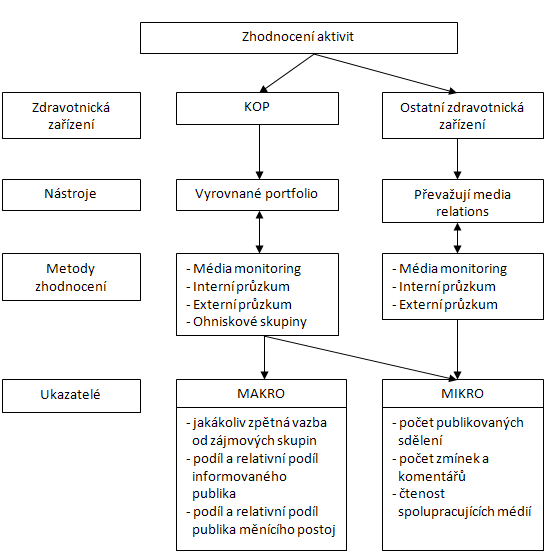 Zhodnocení aktivit
Zdravotnická
zařízení
KOP
Ostatní zdravotnická
zařízení
Nástroje
Vyrovnané portfolio
Převažují media
relations
Metody
zhodnocení
- Média monitoring
- Interní průzkum
- Externí průzkum
- Ohniskové skupiny
- Média monitoring
- Interní průzkum
- Externí průzkum
Ukazatelé
MAKRO
- jakákoliv zpětná vazba
od zájmových skupin
- podíl a relativní podíl
informovaného
publika
- podíl a relativní podíl
publika měnícího postoj
MIKRO
- počet publikovaných
sdělení
- počet zmínek a
komentářů
- čtenost
spolupracujících médií